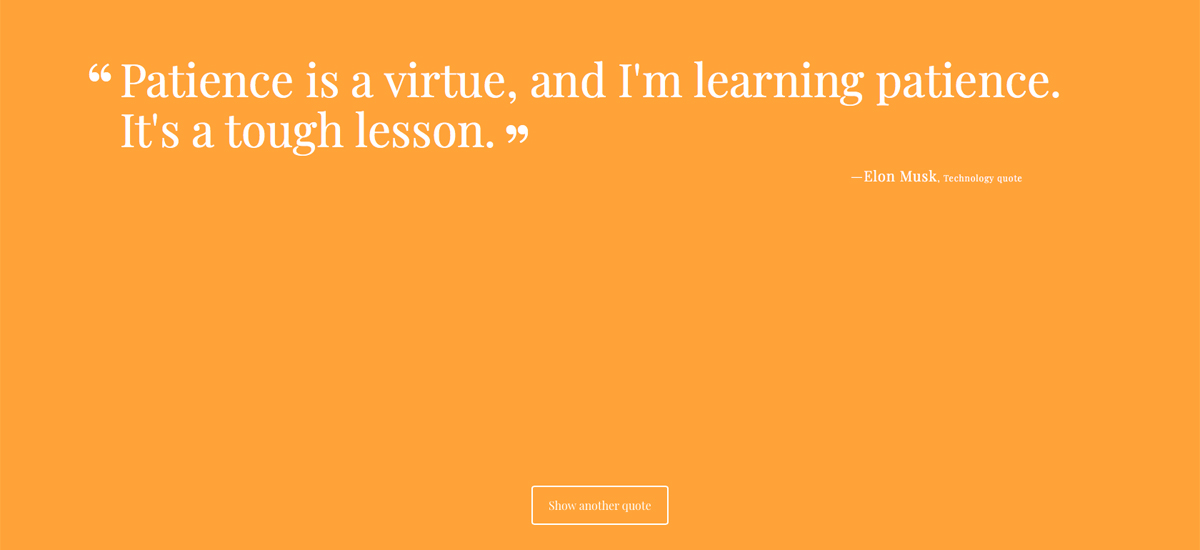 “ Patience is a virtue, and I'm learning patience.
It's a tough lesson. ”
—Elon Musk, Technology quote
Show another quote